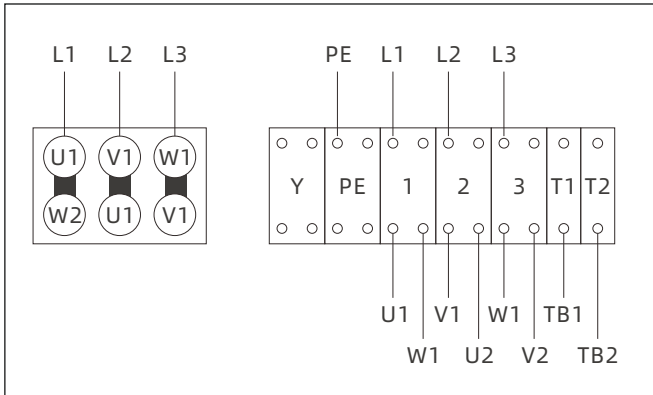 L1 L2 L3 PE L1 L2 L3
U1 V1 W1
Y PE 1 2 3 T1 T2
W2 U1 V1
U1 V1 W1 TB1
W1 U2 V2 TB2